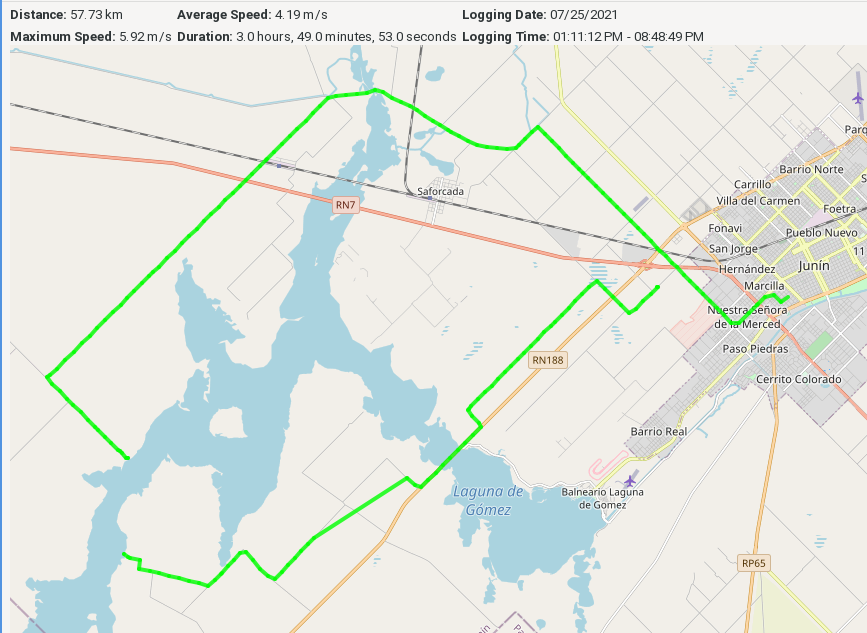 Distance: 57.73 km Average Speed: 4.19 m/s Logging Date: 07/25/2021
Maximum Speed: 5.92 m/s Duration: 3.0 hours, 49.0 minutes, 53.0 seconds Logging Time: 01:11:12 PM - 08:48:49 PM
Parq
Barrio Norte
Carrillo
S
Saforcada
Villa del Carmen
RN7
Foetra
Fonavi
Pueblo Nuevo
San Jorge
11
Hernández
Junín
Marcilla
Nuestra Señora
de la Merced
Paso Piedras
RN188
Cerrito Colorado
Barrio Real
Laguna de
Gómez
Balneario Laguna
de Gomez
RP65